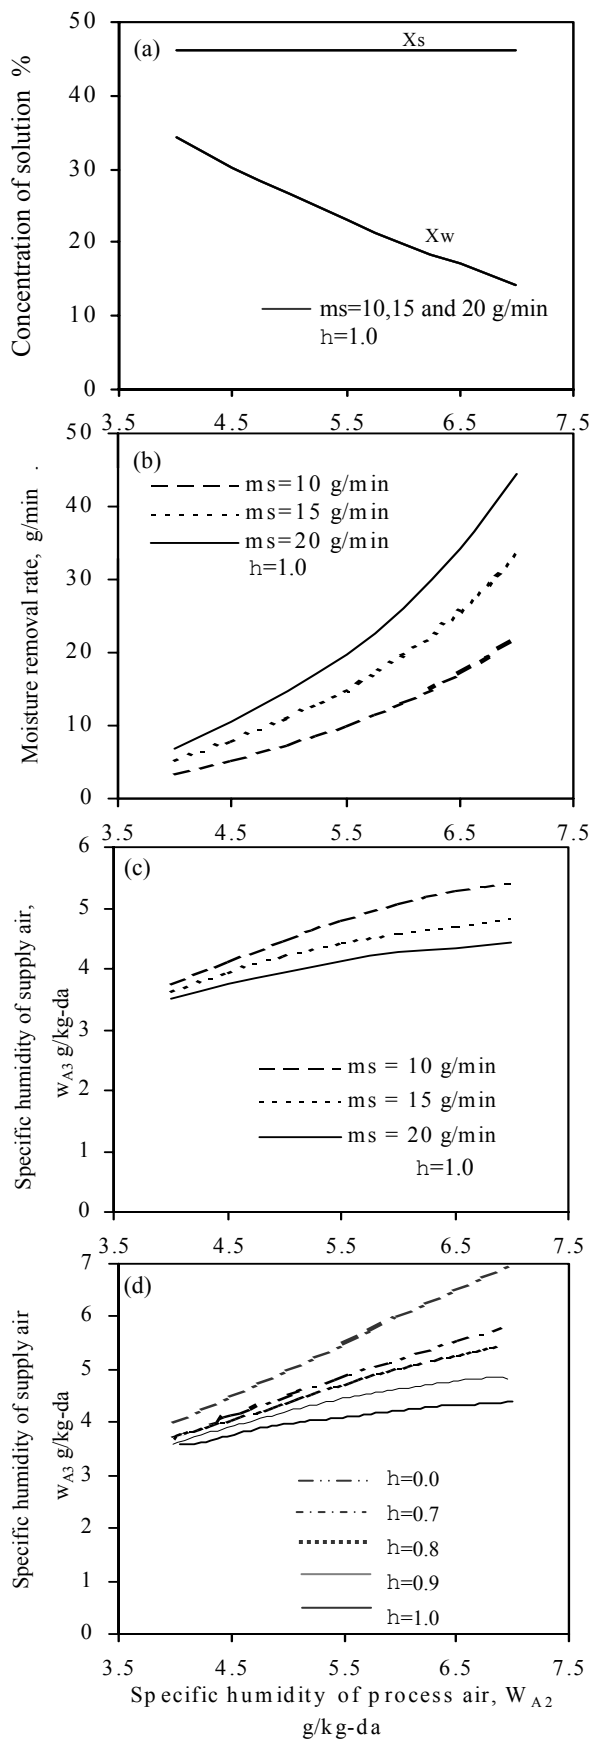 50
(a)
Xs
40
30
Xw
20
10
ms=10,15 and 20 g/min
h=1.0
0
Concentration of solution %
3.5 4.5 5.5 6.5 7.5
50
(b)
ms=10 g/min
ms=15 g/min
ms=20 g/min
h=1.0
40
30
20
10
0
Moisture removal rate, g/min .
3.5 4.5 5.5 6.5 7.5
6
(c)
5
4
3
2
1
0
ms = 10 g/min
ms = 15 g/min
ms = 20 g/min
h=1.0
Specific humidity of supply air,
wA3 g/kg-da
3.5 4.5 5.5 6.5 7.5
7
(d)
6
5
4
3
2
1
0
h=0.0
h=0.7
h=0.8
h=0.9
h=1.0
Specific humidity of supply air
wA3 g/kg-da
3.5 4.5 5.5 6.5 7.5
Specific humidity of process air, WA2
g/kg-da